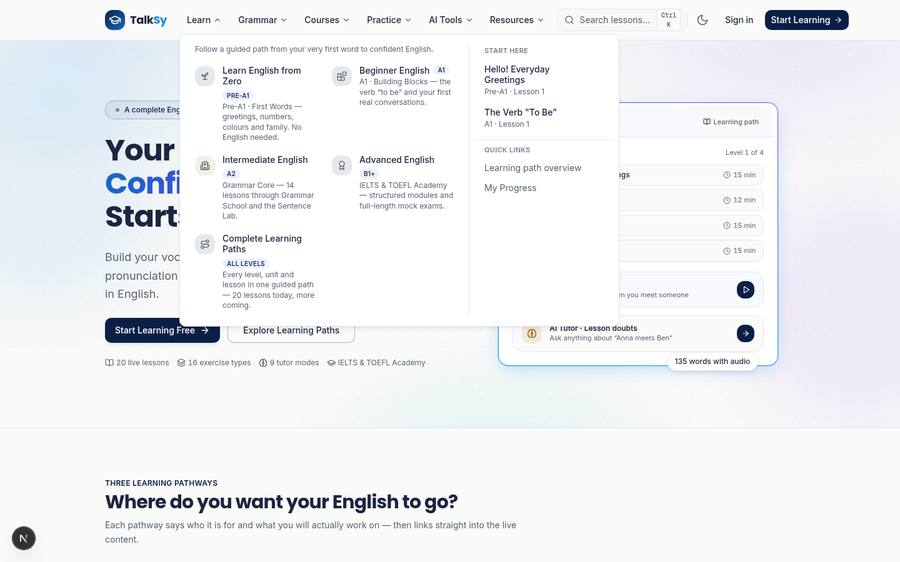 TalkSy
Learn
Grammar
Courses
Practice
AI Tools
Resources
Search lessons...
Ctrl
K
Sign in
Start Learning
Follow a guided path from your very first word to confident English.
Learn English from
Zero
PRE-A1
Pre-A1 · First Words —
greetings, numbers,
colours and family. No
English needed.
Beginner English A1
A1 · Building Blocks — the
verb "to be" and your first
real conversations.
Intermediate English
A2
Grammar Core — 14
lessons through Grammar
School and the Sentence
Lab.
Advanced English
B1+
IELTS & TOEFL Academy
— structured modules and
full-length mock exams.
Complete Learning
Paths
ALL LEVELS
Every level, unit and
lesson in one guided path
— 20 lessons today, more
coming.
START HERE
Hello! Everyday
Greetings
Pre-A1 · Lesson 1
The Verb "To Be"
A1 · Lesson 1
QUICK LINKS
Learning path overview
My Progress
A complete Eng
Your
Confi
Start
Build your voc
pronunciation
in English.
Start Learning Free
Explore Learning Paths
20 live lessons
16 exercise types
9 tutor modes
IELTS & TOEFL Academy
Learning path
Level 1 of 4
ngs
15 min
12 min
15 min
15 min
en you meet someone
AI Tutor · Lesson doubts
Ask anything about "Anna meets Ben"
135 words with audio
THREE LEARNING PATHWAYS
Where do you want your English to go?
Each pathway says who it is for and what you will actually work on — then links straight into the live
content.
N